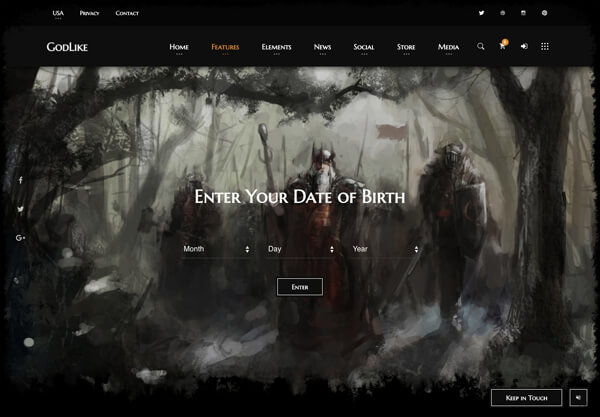 USA Privacy Contact
GodLike Home Features Elements News Social Store Media
Enter Your Date of Birth
Month Day Year
Enter
Keep in Touch